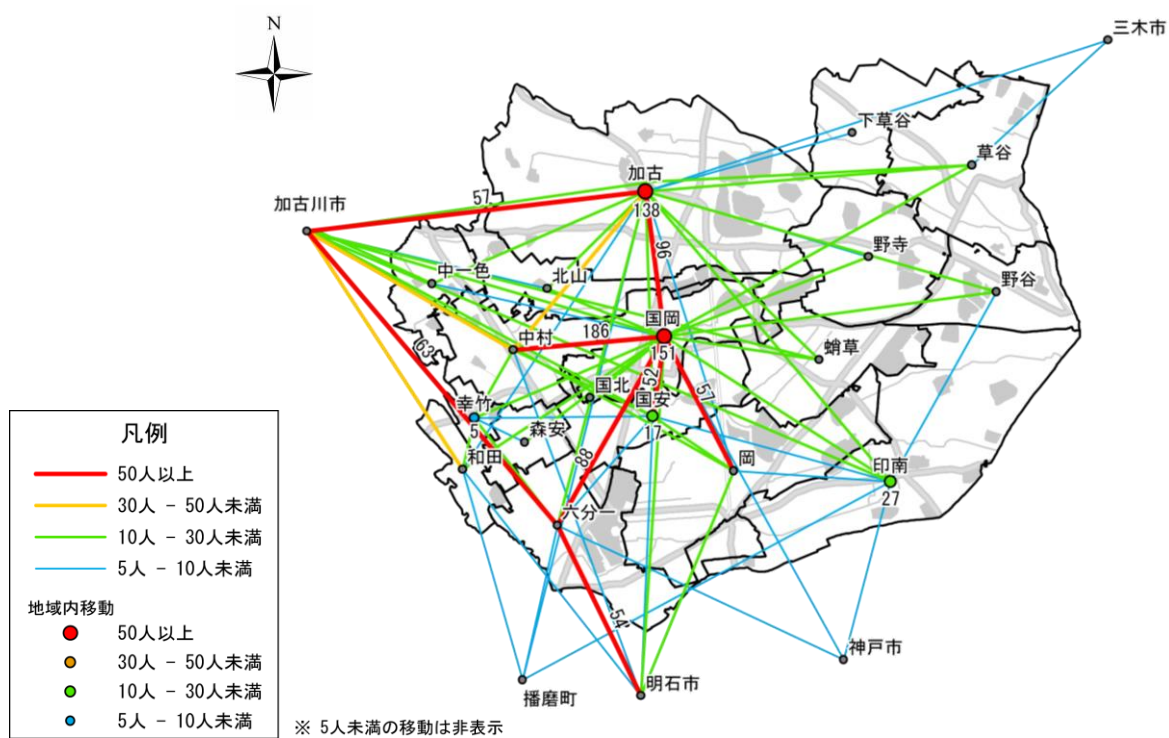 N
三木市
下草谷
草谷
加古
57
138
加古川市
96
野寺
中一色
北山
野谷
国岡
186
中村
151
蛸草
63
52
57
国北
国安
幸竹
5
17
森安
和田
88
岡
印南
27
六分一
54
神戸市
播磨町
明石市
凡例
50人以上
30人 - 50人未満
10人 - 30人未満
5人 - 10人未満
地域内移動
50人以上
30人 - 50人未満
10人 - 30人未満
5人 - 10人未満
※ 5人未満の移動は非表示